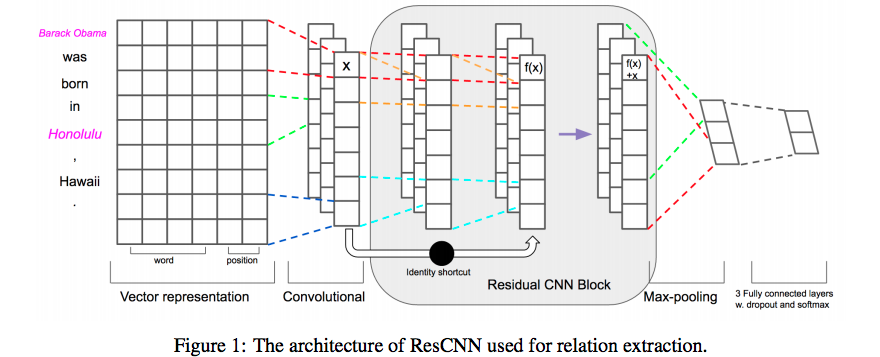 Barack Obama
was
born
in
Honolulu
,
Hawaii
.
X
f(x)
f(x)
+x
word
position
Identity shortcut
Residual CNN Block
Vector representation
Convolutional
Max-pooling
3 Fully connected layers
w. dropout and softmax
Figure 1: The architecture of ResCNN used for relation extraction.